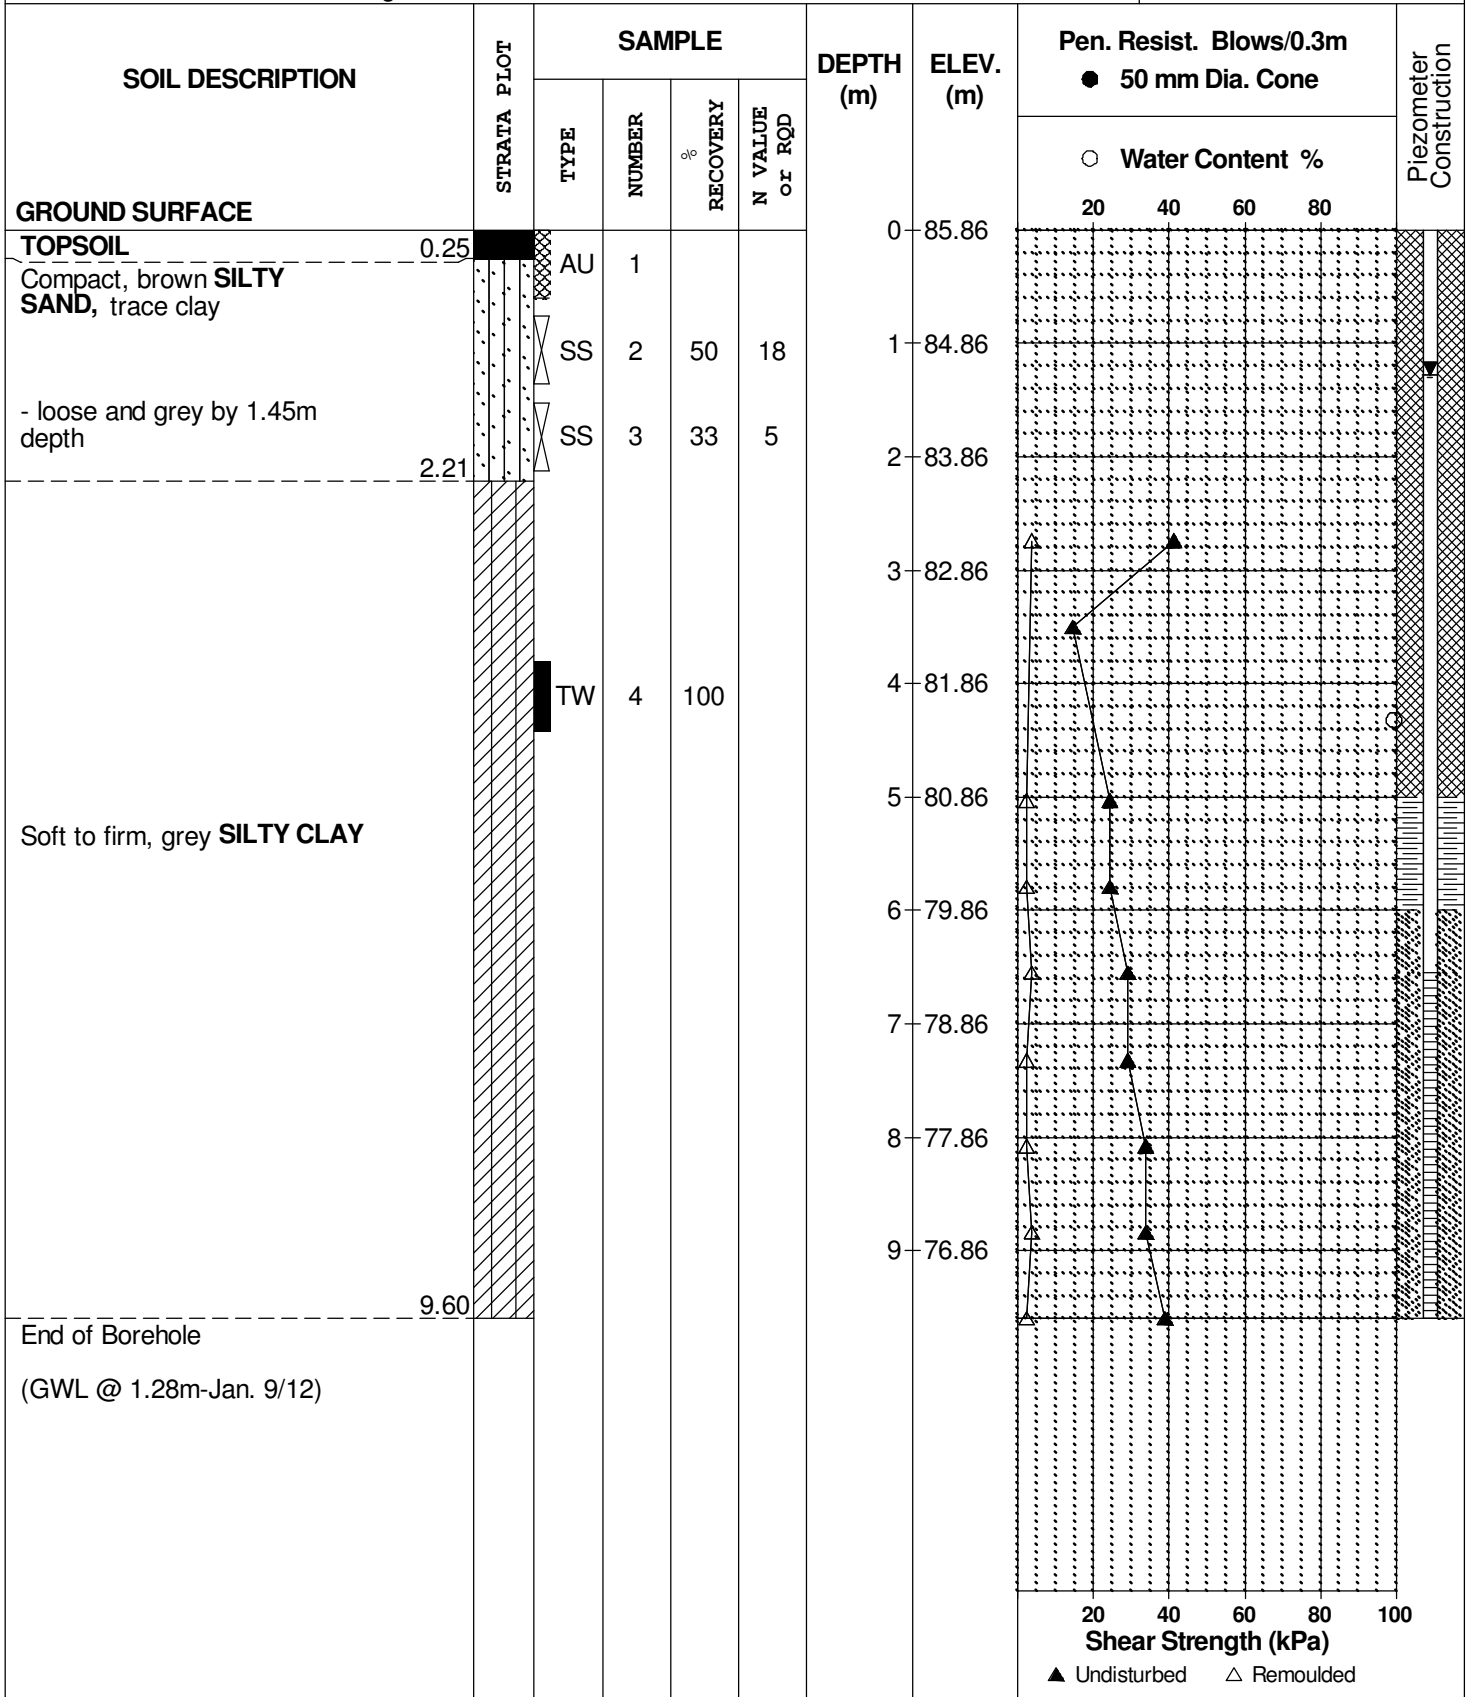 SOIL DESCRIPTION
GROUND SURFACE
STRATA PLOT
SAMPLE
TYPE
NUMBER
% RECOVERY
N VALUE or RQD
DEPTH (m)
ELEV. (m)
Pen. Resist. Blows/0.3m
● 50 mm Dia. Cone
○ Water Content %
20 40 60 80
Piezometer Construction
TOPSOIL 0.25
Compact, brown SILTY
SAND, trace clay
- loose and grey by 1.45m
depth
2.21
Soft to firm, grey SILTY CLAY
9.60
End of Borehole
(GWL @ 1.28m-Jan. 9/12)
AU 1
SS 2 50 18
SS 3 33 5
TW 4 100
0 85.86
1 84.86
2 83.86
3 82.86
4 81.86
5 80.86
6 79.86
7 78.86
8 77.86
9 76.86
20 40 60 80 100
Shear Strength (kPa)
▲ Undisturbed △ Remoulded